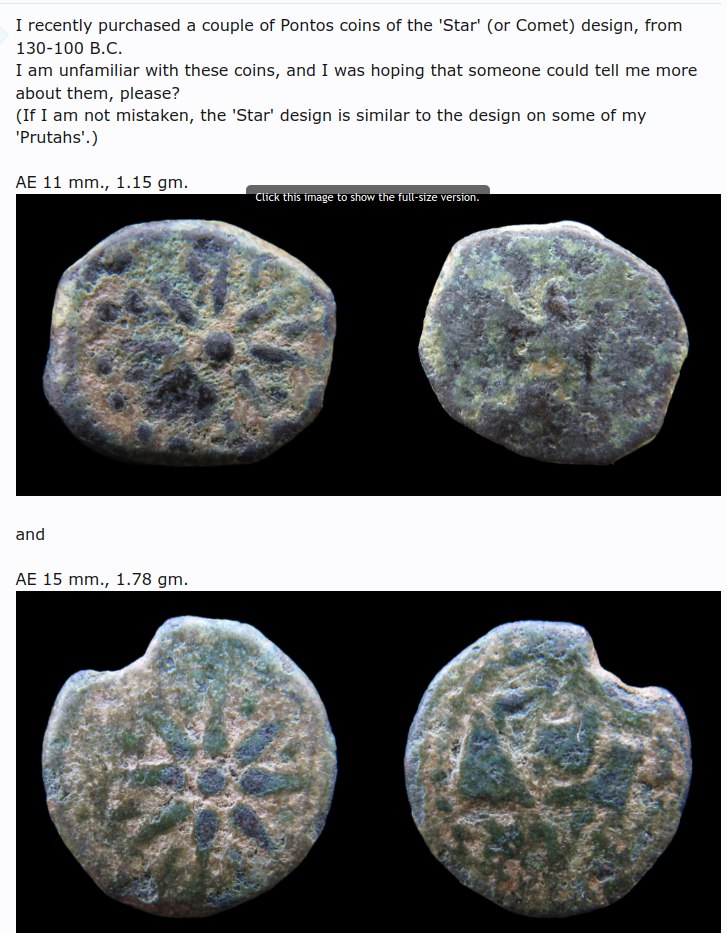 I recently purchased a couple of Pontos coins of the 'Star' (or Comet) design, from
130-100 B.C.
I am unfamiliar with these coins, and I was hoping that someone could tell me more
about them, please?
(If I am not mistaken, the 'Star' design is similar to the design on some of my
'Prutahs'.)
AE 11 mm., 1.15 gm.
Click this image to show the full-size version.
and
AE 15 mm., 1.78 gm.